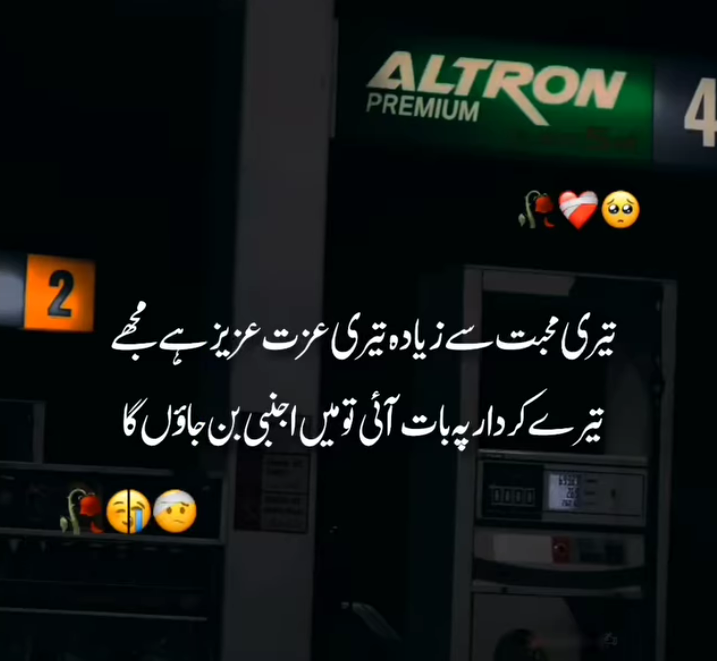 ALTRON
PREMIUM
4
🥀❤️‍🩹🥺
2
تیری محبت سے زیادہ تیری عزت عزیز ہے مجھے
تیرے کردار پہ بات آئی تو میں اجنبی بن جاؤں گا